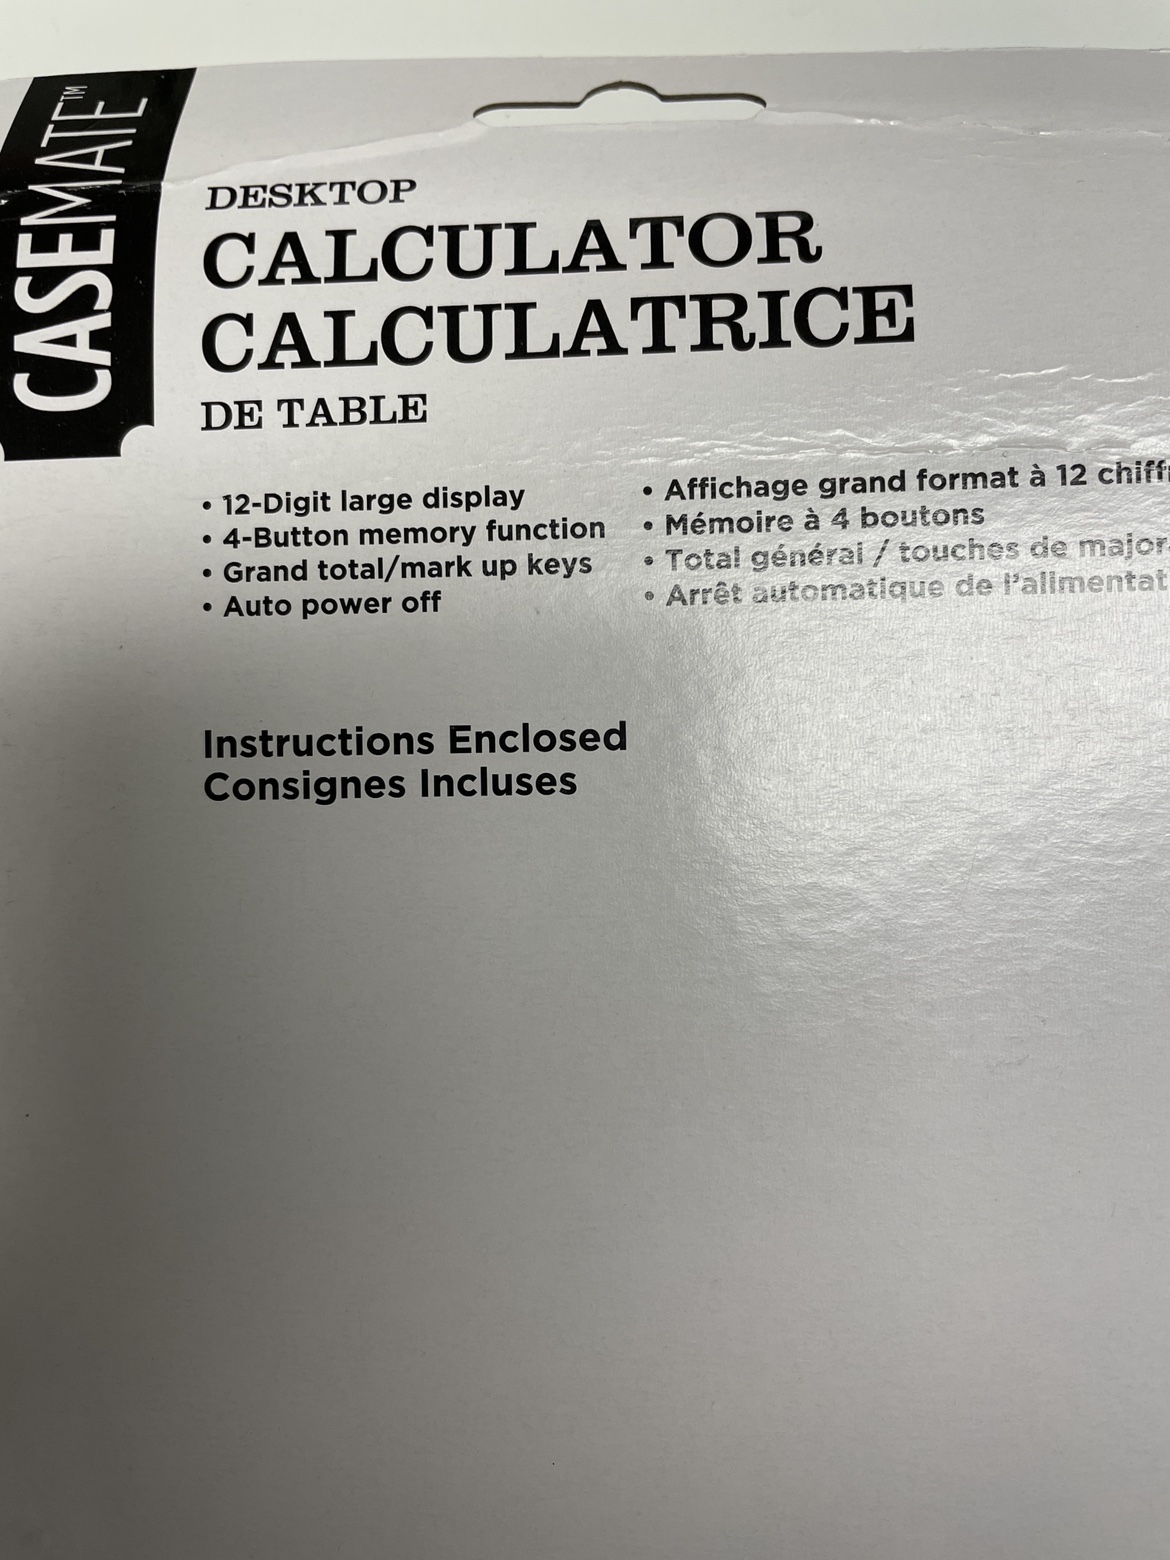 CASEMATE™
DESKTOP
CALCULATOR
CALCULATRICE
DE TABLE
• 12-Digit large display
• 4-Button memory function
• Grand total/mark up keys
• Auto power off
• Affichage grand format à 12
• Mémoire à 4 boutons
• Total général / touches de
• Arrêt automatique de
Instructions Enclosed
Consignes Incluses